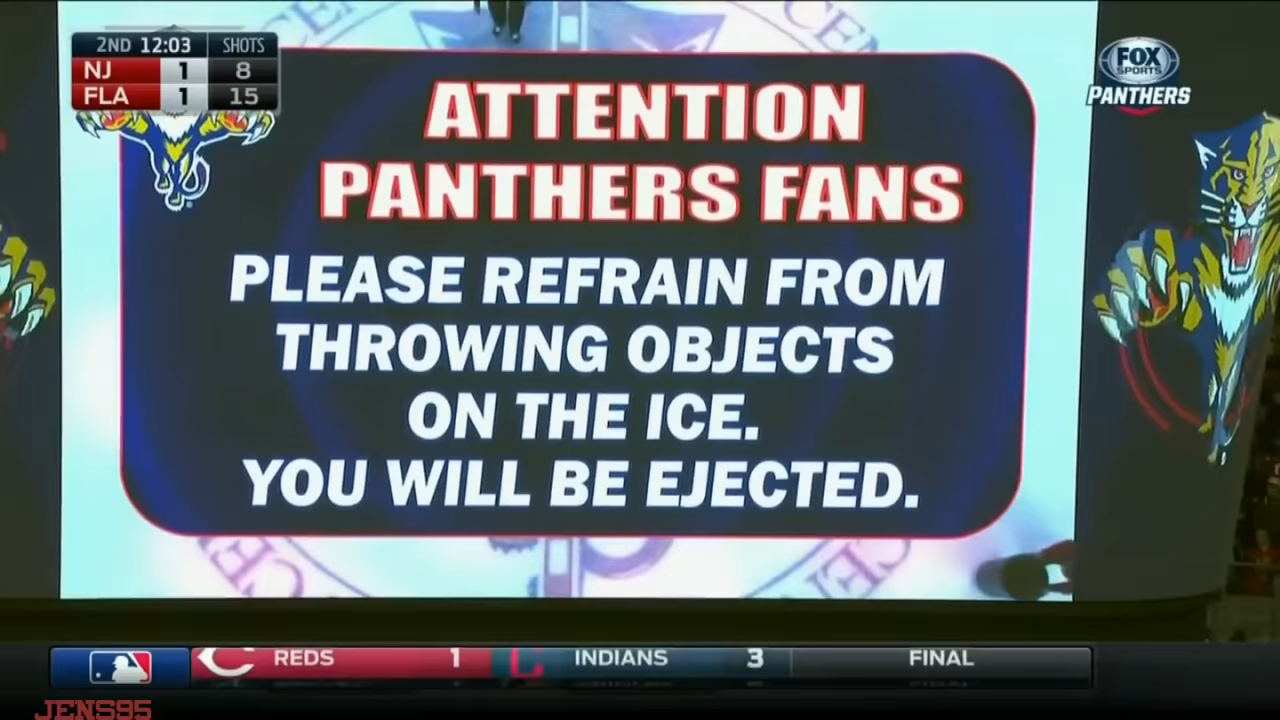 2ND 12:03 SHOTS
NJ 1 8
FLA 1 15
FOX
SPORTS
PANTHERS
ATTENTION
PANTHERS FANS
PLEASE REFRAIN FROM
THROWING OBJECTS
ON THE ICE.
YOU WILL BE EJECTED.
REDS 1 INDIANS 3 FINAL
JENS95